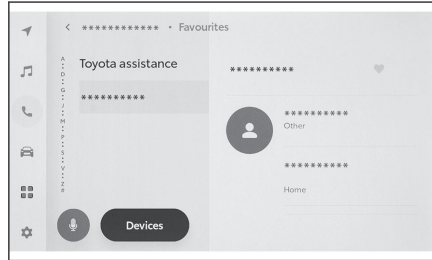 < ************ • Favourites
A
•
D
•
G
•
J
•
M
•
P
•
S
•
V
•
Z
#
Toyota assistance
**********
Devices
**********
**********
Other
**********
Home